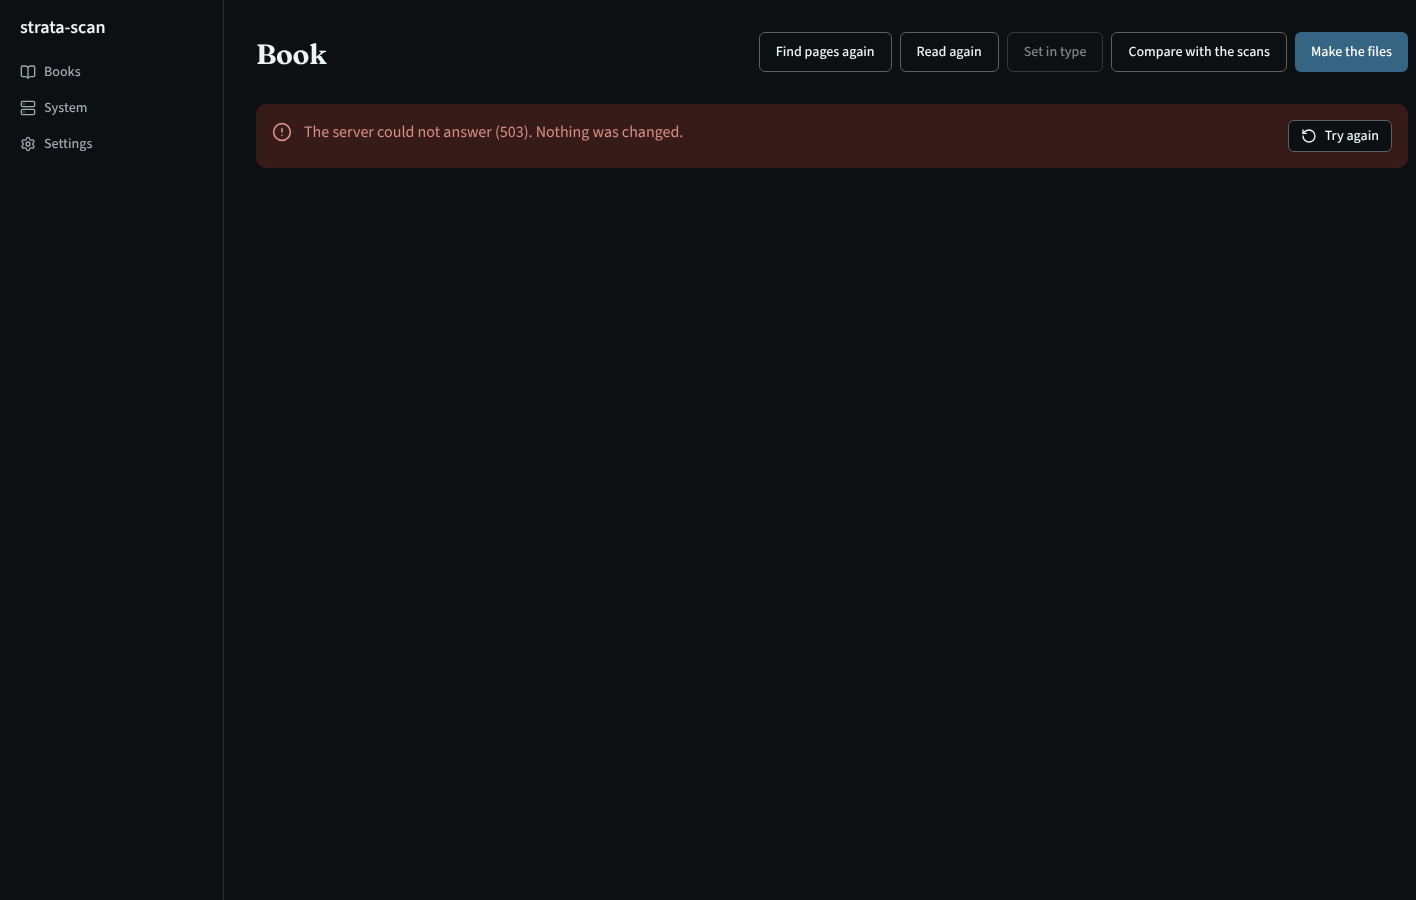 strata-scan
Books
System
Settings
Book
Find pages again
Read again
Set in type
Compare with the scans
Make the files
The server could not answer (503). Nothing was changed.
Try again